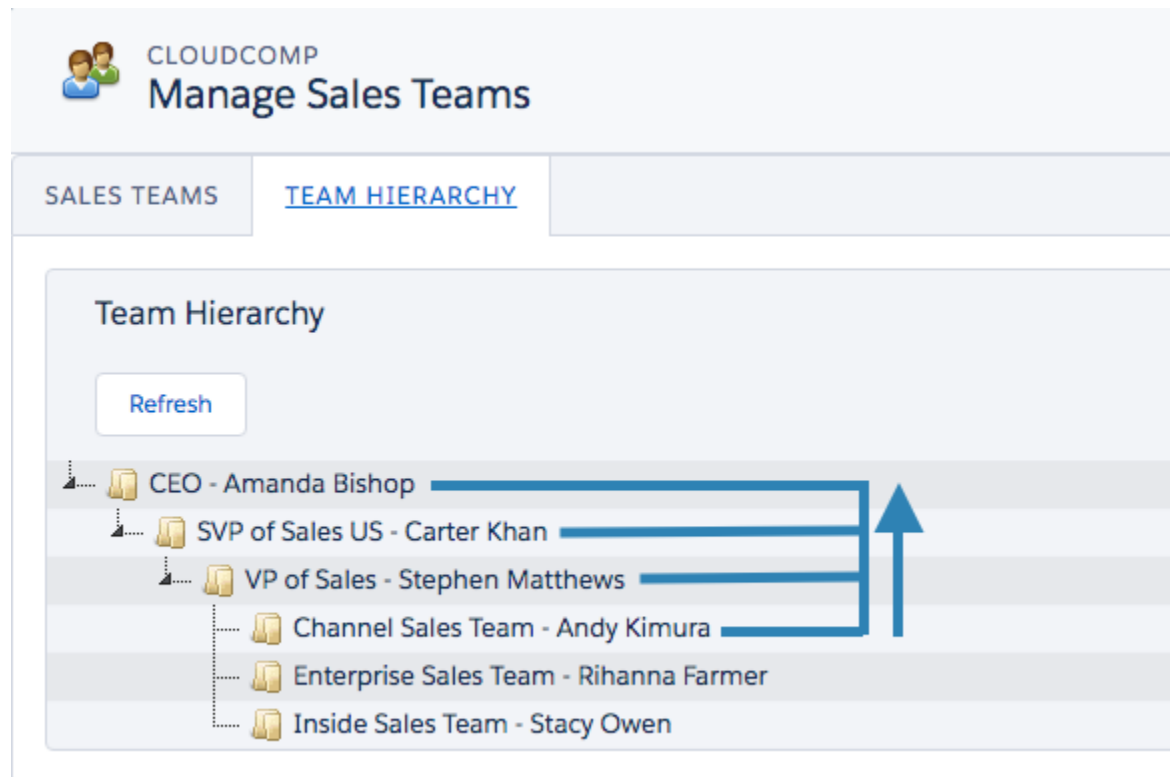 CLOUDCOMP
Manage Sales Teams
SALES TEAMS
TEAM HIERARCHY
Team Hierarchy
Refresh
CEO - Amanda Bishop
SVP of Sales US - Carter Khan
VP of Sales - Stephen Matthews
Channel Sales Team - Andy Kimura
Enterprise Sales Team - Rihanna Farmer
Inside Sales Team - Stacy Owen